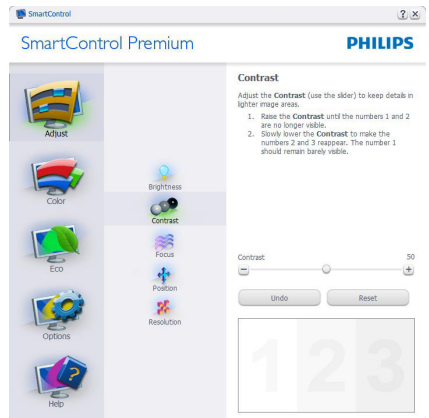 SmartControl
SmartControl Premium
PHILIPS
Adjust
Color
Eco
Options
Help
Brightness
Contrast
Focus
Position
Resolution
Contrast
Adjust the Contrast (use the slider) to keep details in
lighter image areas.
1. Raise the Contrast until the numbers 1 and 2
are no longer visible.
2. Slowly lower the Contrast to make the
numbers 2 and 3 reappear. The number 1
should remain barely visible.
Contrast 50
Undo Reset
1 2 3